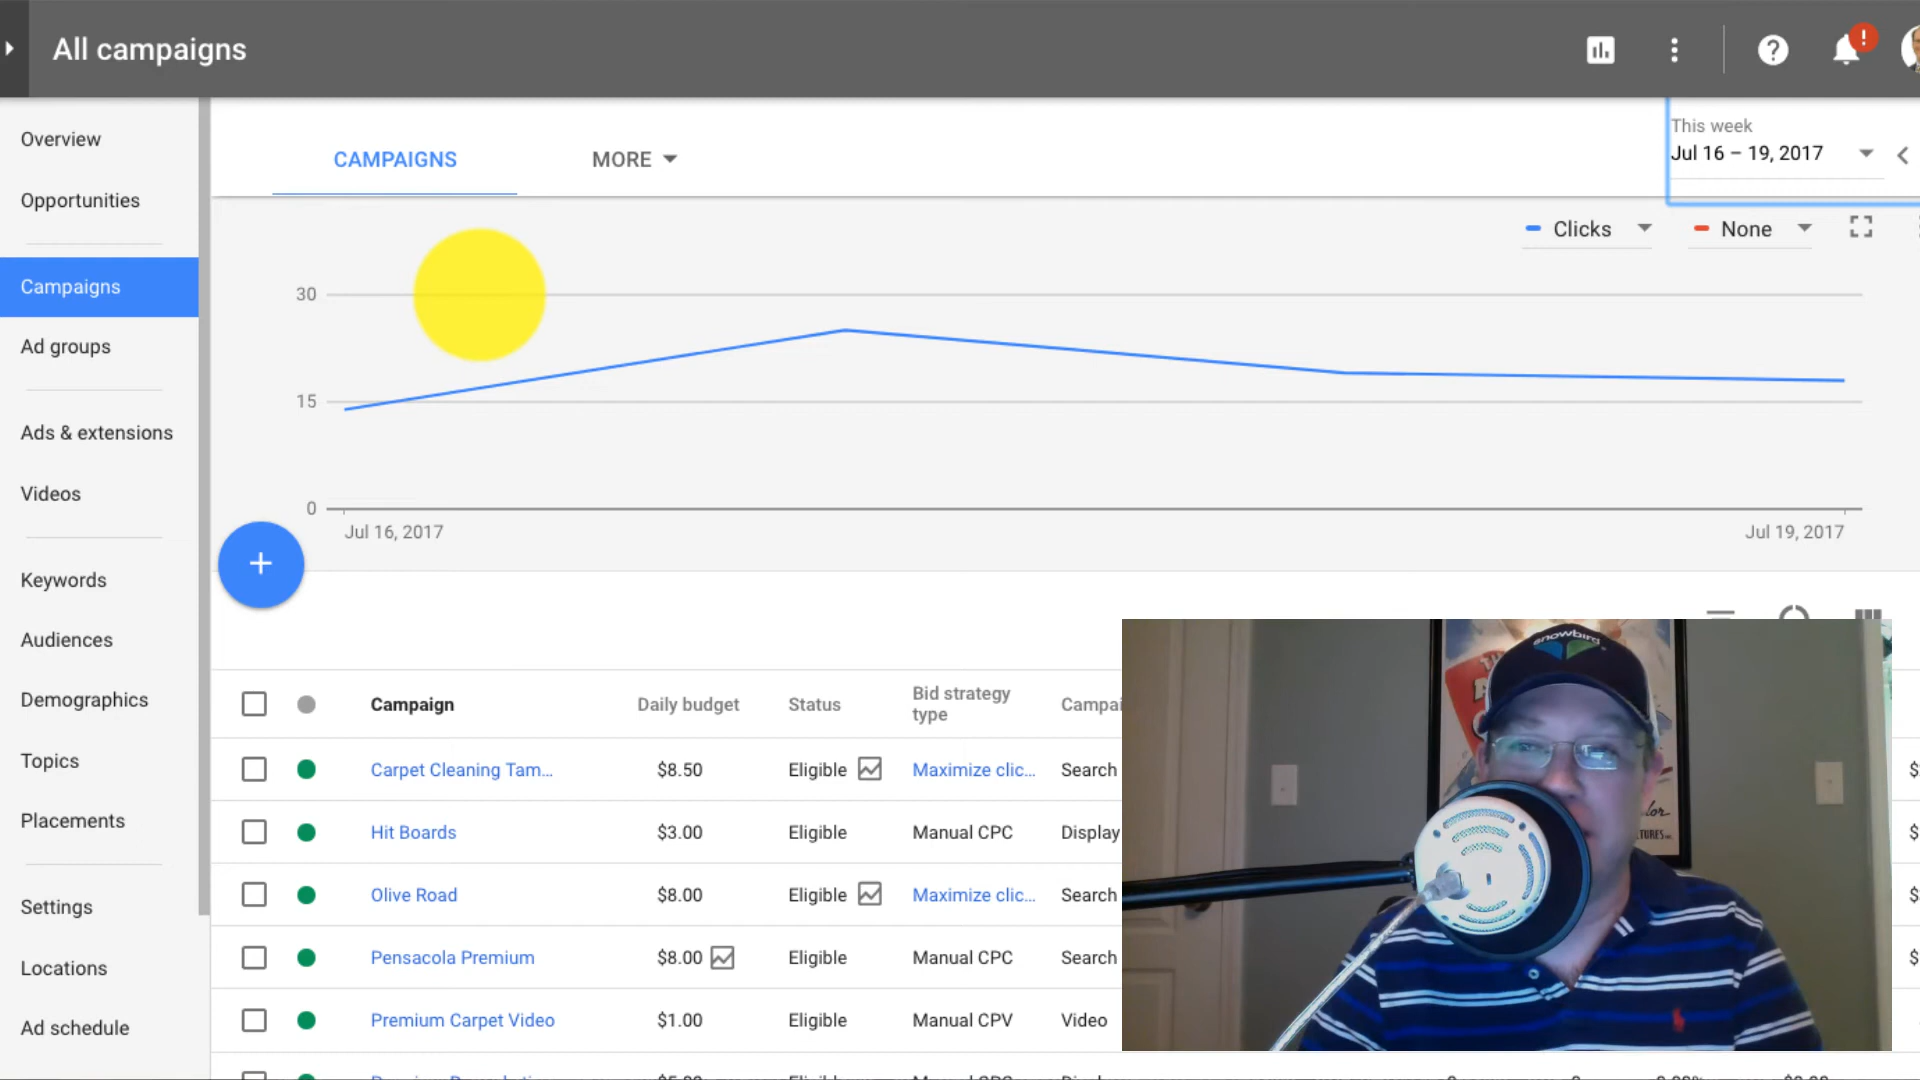 All campaigns
!
Overview
Opportunities
Campaigns
Ad groups
Ads & extensions
Videos
Keywords
Audiences
Demographics
Topics
Placements
Settings
Locations
Ad schedule
CAMPAIGNS
MORE
This week
Jul 16 – 19, 2017
Clicks
None
30
15
0
Jul 16, 2017
Jul 19, 2017
Campaign
Daily budget
Status
Bid strategy
type
Campai
Carpet Cleaning Tam... $8.50 Eligible Maximize clic... Search $
Hit Boards $3.00 Eligible Manual CPC Display $
Olive Road $8.00 Eligible Maximize clic... Search $
Pensacola Premium $8.00 Eligible Manual CPC Search $
Premium Carpet Video $1.00 Eligible Manual CPV Video
snowbird